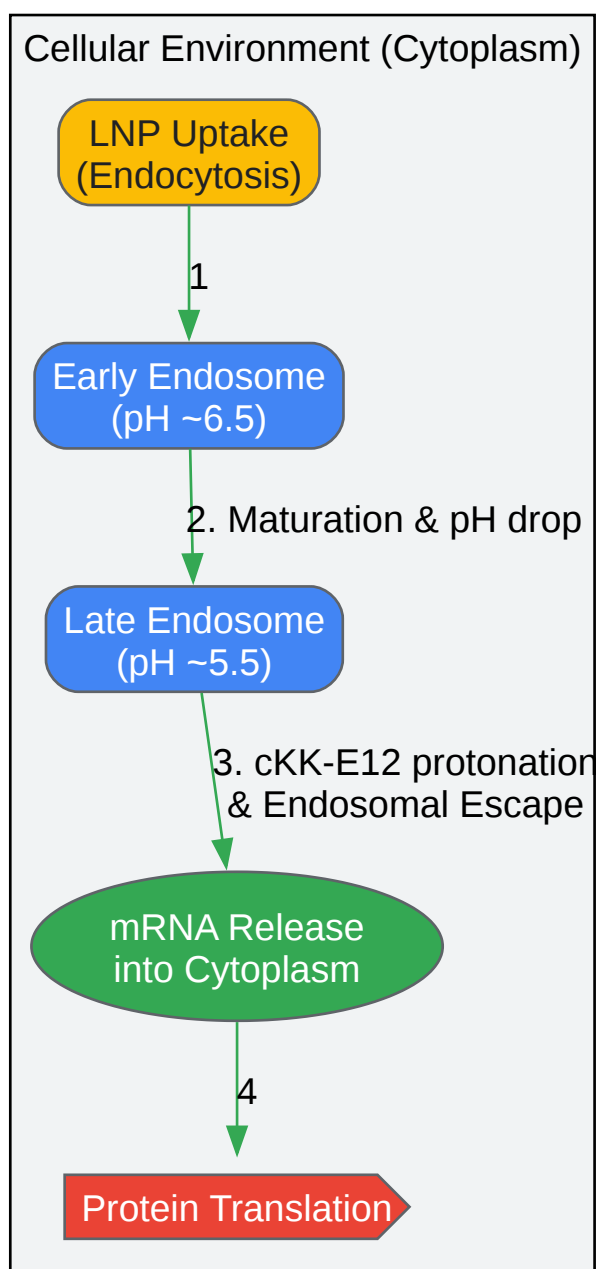 Cellular Environment (Cytoplasm)
LNP Uptake
(Endocytosis)
1
Early Endosome
(pH ~6.5)
2. Maturation & pH drop
Late Endosome
(pH ~5.5)
3. cKK-E12 protonation
& Endosomal Escape
mRNA Release
into Cytoplasm
4
Protein Translation